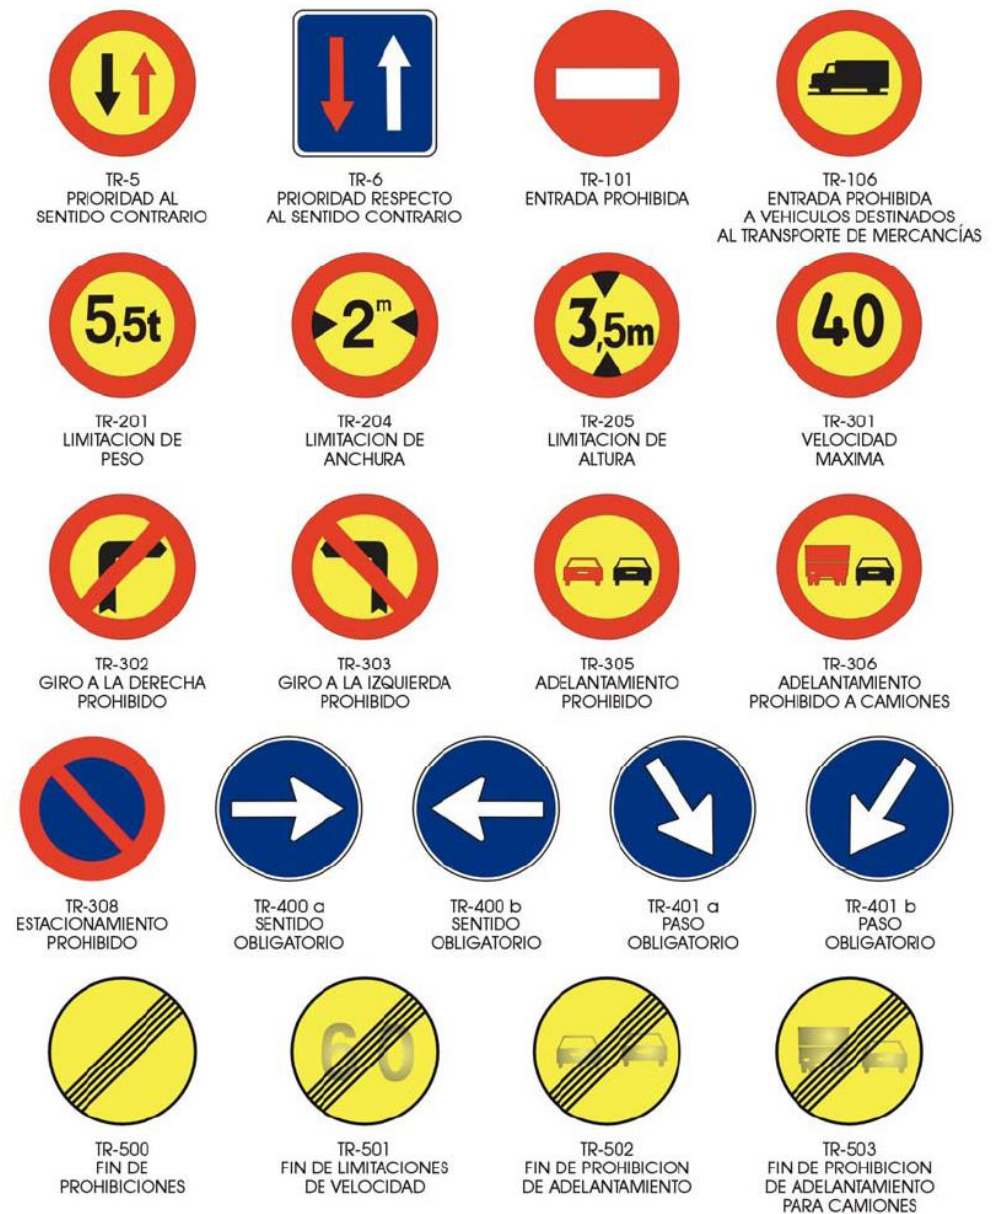 TR-5
PRIORIDAD AL
SENTIDO CONTRARIO
TR-6
PRIORIDAD RESPECTO
AL SENTIDO CONTRARIO
TR-101
ENTRADA PROHIBIDA
TR-106
ENTRADA PROHIBIDA
A VEHICULOS DESTINADOS
AL TRANSPORTE DE MERCANCÍAS
5,5t
TR-201
LIMITACION DE
PESO
2m
TR-204
LIMITACION DE
ANCHURA
3,5m
TR-205
LIMITACION DE
ALTURA
40
TR-301
VELOCIDAD
MAXIMA
TR-302
GIRO A LA DERECHA
PROHIBIDO
TR-303
GIRO A LA IZQUIERDA
PROHIBIDO
TR-305
ADELANTAMIENTO
PROHIBIDO
TR-306
ADELANTAMIENTO
PROHIBIDO A CAMIONES
TR-308
ESTACIONAMIENTO
PROHIBIDO
TR-400 a
SENTIDO
OBLIGATORIO
TR-400 b
SENTIDO
OBLIGATORIO
TR-401 a
PASO
OBLIGATORIO
TR-401 b
PASO
OBLIGATORIO
TR-500
FIN DE
PROHIBICIONES
60
TR-501
FIN DE LIMITACIONES
DE VELOCIDAD
TR-502
FIN DE PROHIBICION
DE ADELANTAMIENTO
TR-503
FIN DE PROHIBICION
DE ADELANTAMIENTO
PARA CAMIONES